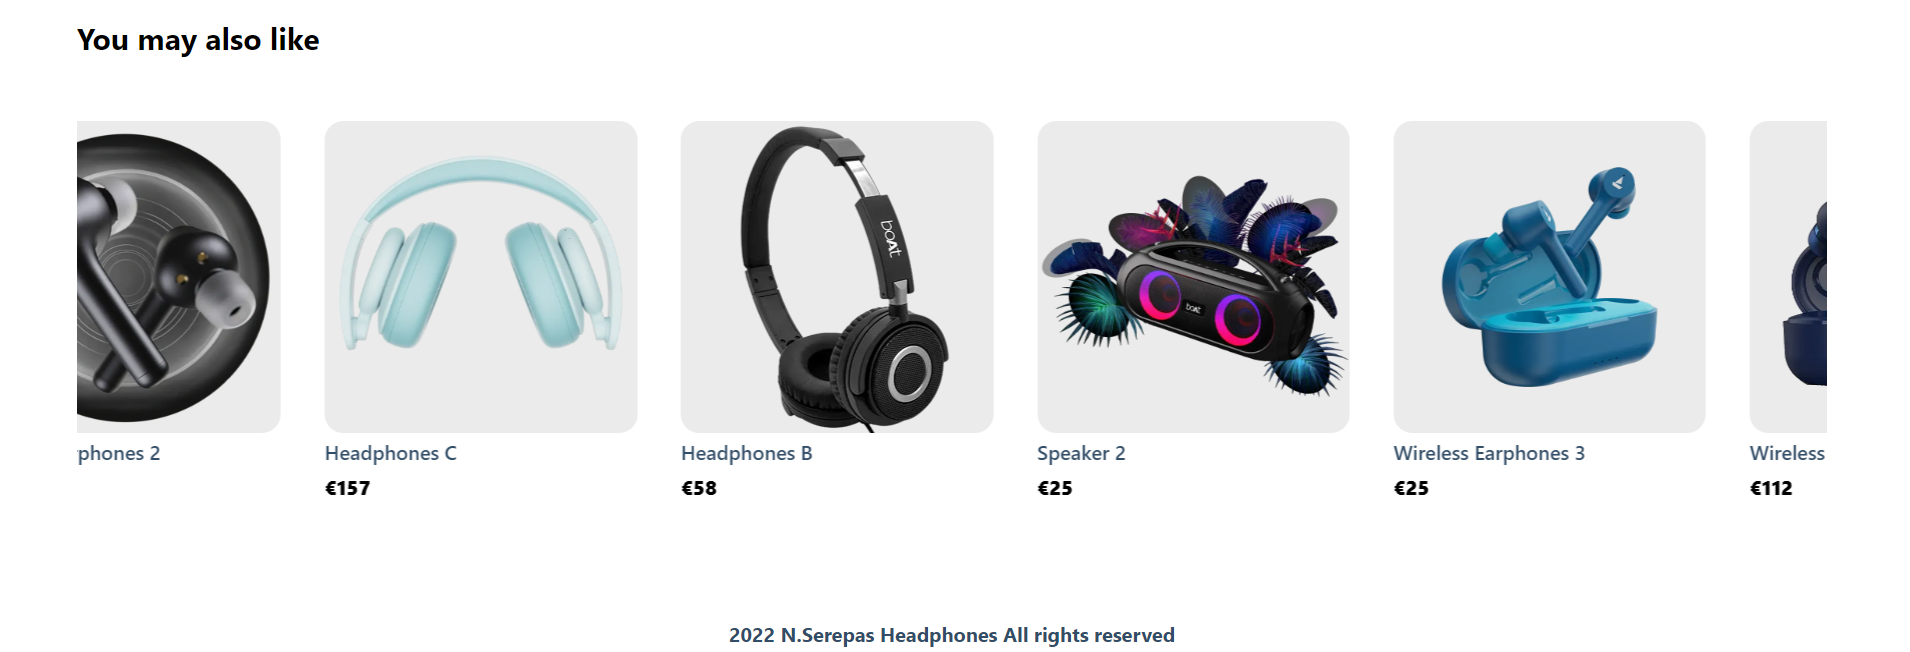 You may also like
boAt
boAt
phones 2
Headphones C
€157
Headphones B
€58
Speaker 2
€25
Wireless Earphones 3
€25
Wireless
€112
2022 N.Serepas Headphones All rights reserved